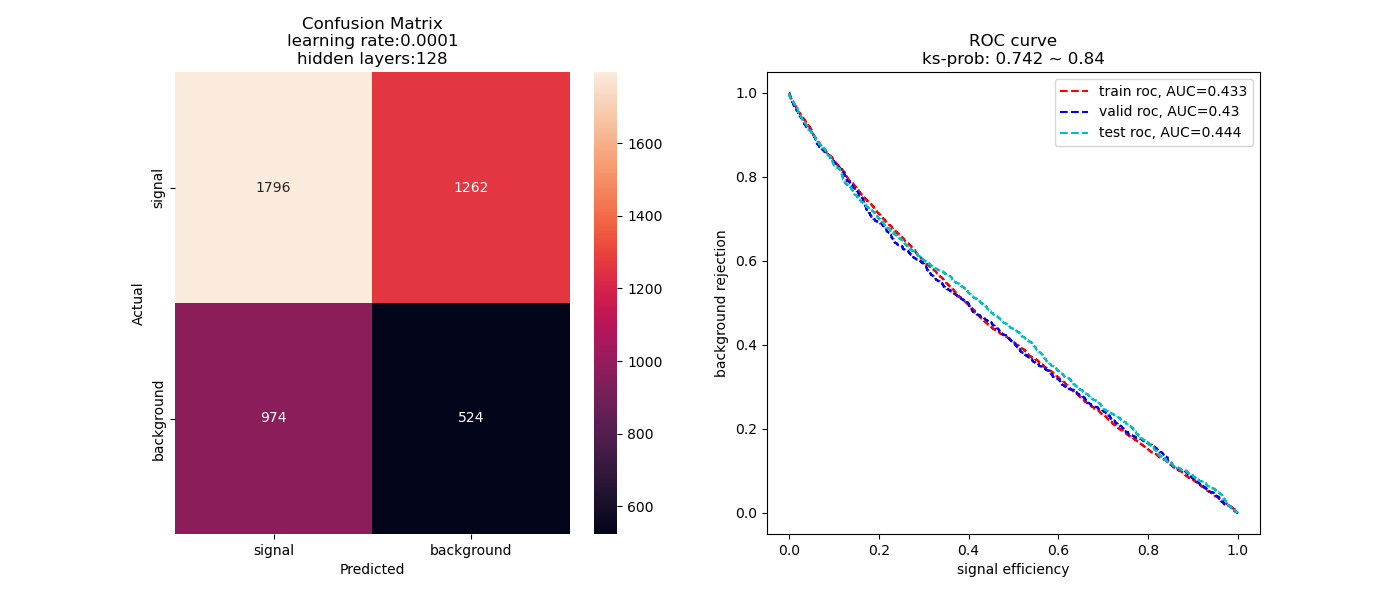 Confusion Matrix
learning rate:0.0001
hidden layers:128
signal
background
Actual
1796
1262
974
524
signal
background
Predicted
1600
1400
1200
1000
800
600
ROC curve
ks-prob: 0.742 ~ 0.84
train roc, AUC=0.433
valid roc, AUC=0.43
test roc, AUC=0.444
background rejection
1.0
0.8
0.6
0.4
0.2
0.0
0.0
0.2
0.4
0.6
0.8
1.0
signal efficiency